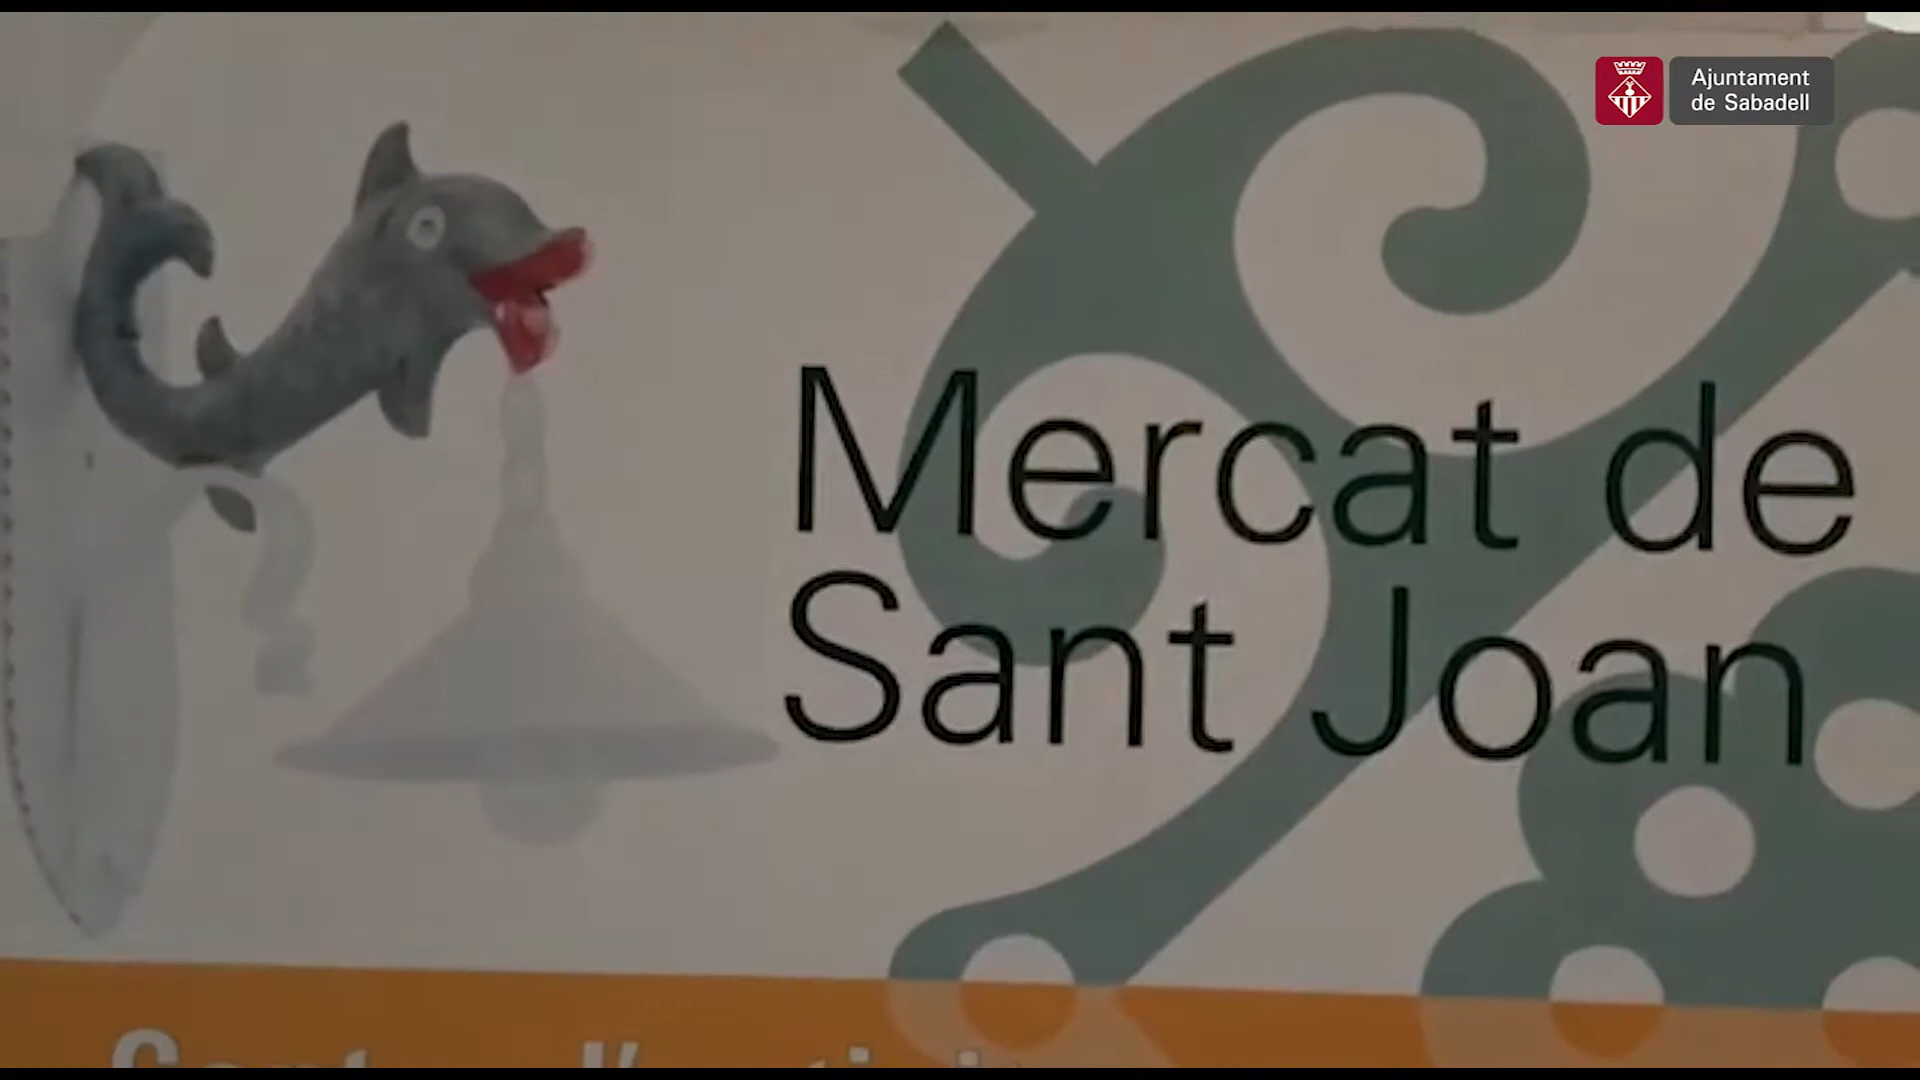 Ajuntament
de Sabadell
Mercat de
Sant Joan